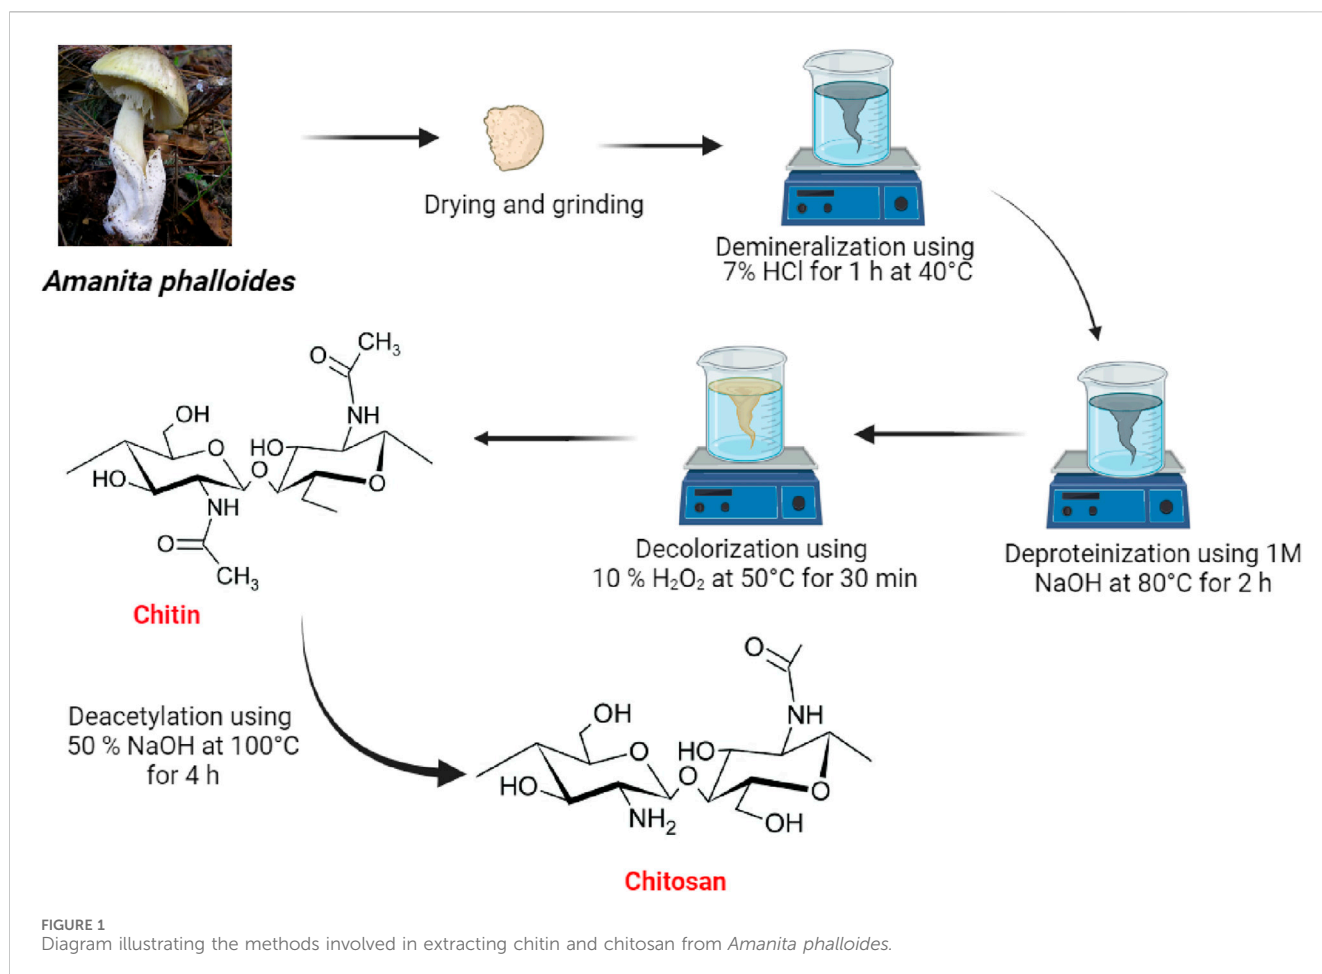 Amanita phalloides
Drying and grinding
Demineralization using
7% HCl for 1 h at 40°C
Deproteinization using 1M
NaOH at 80°C for 2 h
Decolorization using
10 % H₂O₂ at 50°C for 30 min
O
CH₃
NH
OH
O
HO
O
HO
O
NH
O
CH₃
Chitin
Deacetylation using
50 % NaOH at 100°C
for 4 h
O
NH
OH
O
HO
O
HO
O
NH₂
OH
Chitosan
FIGURE 1
Diagram illustrating the methods involved in extracting chitin and chitosan from Amanita phalloides.